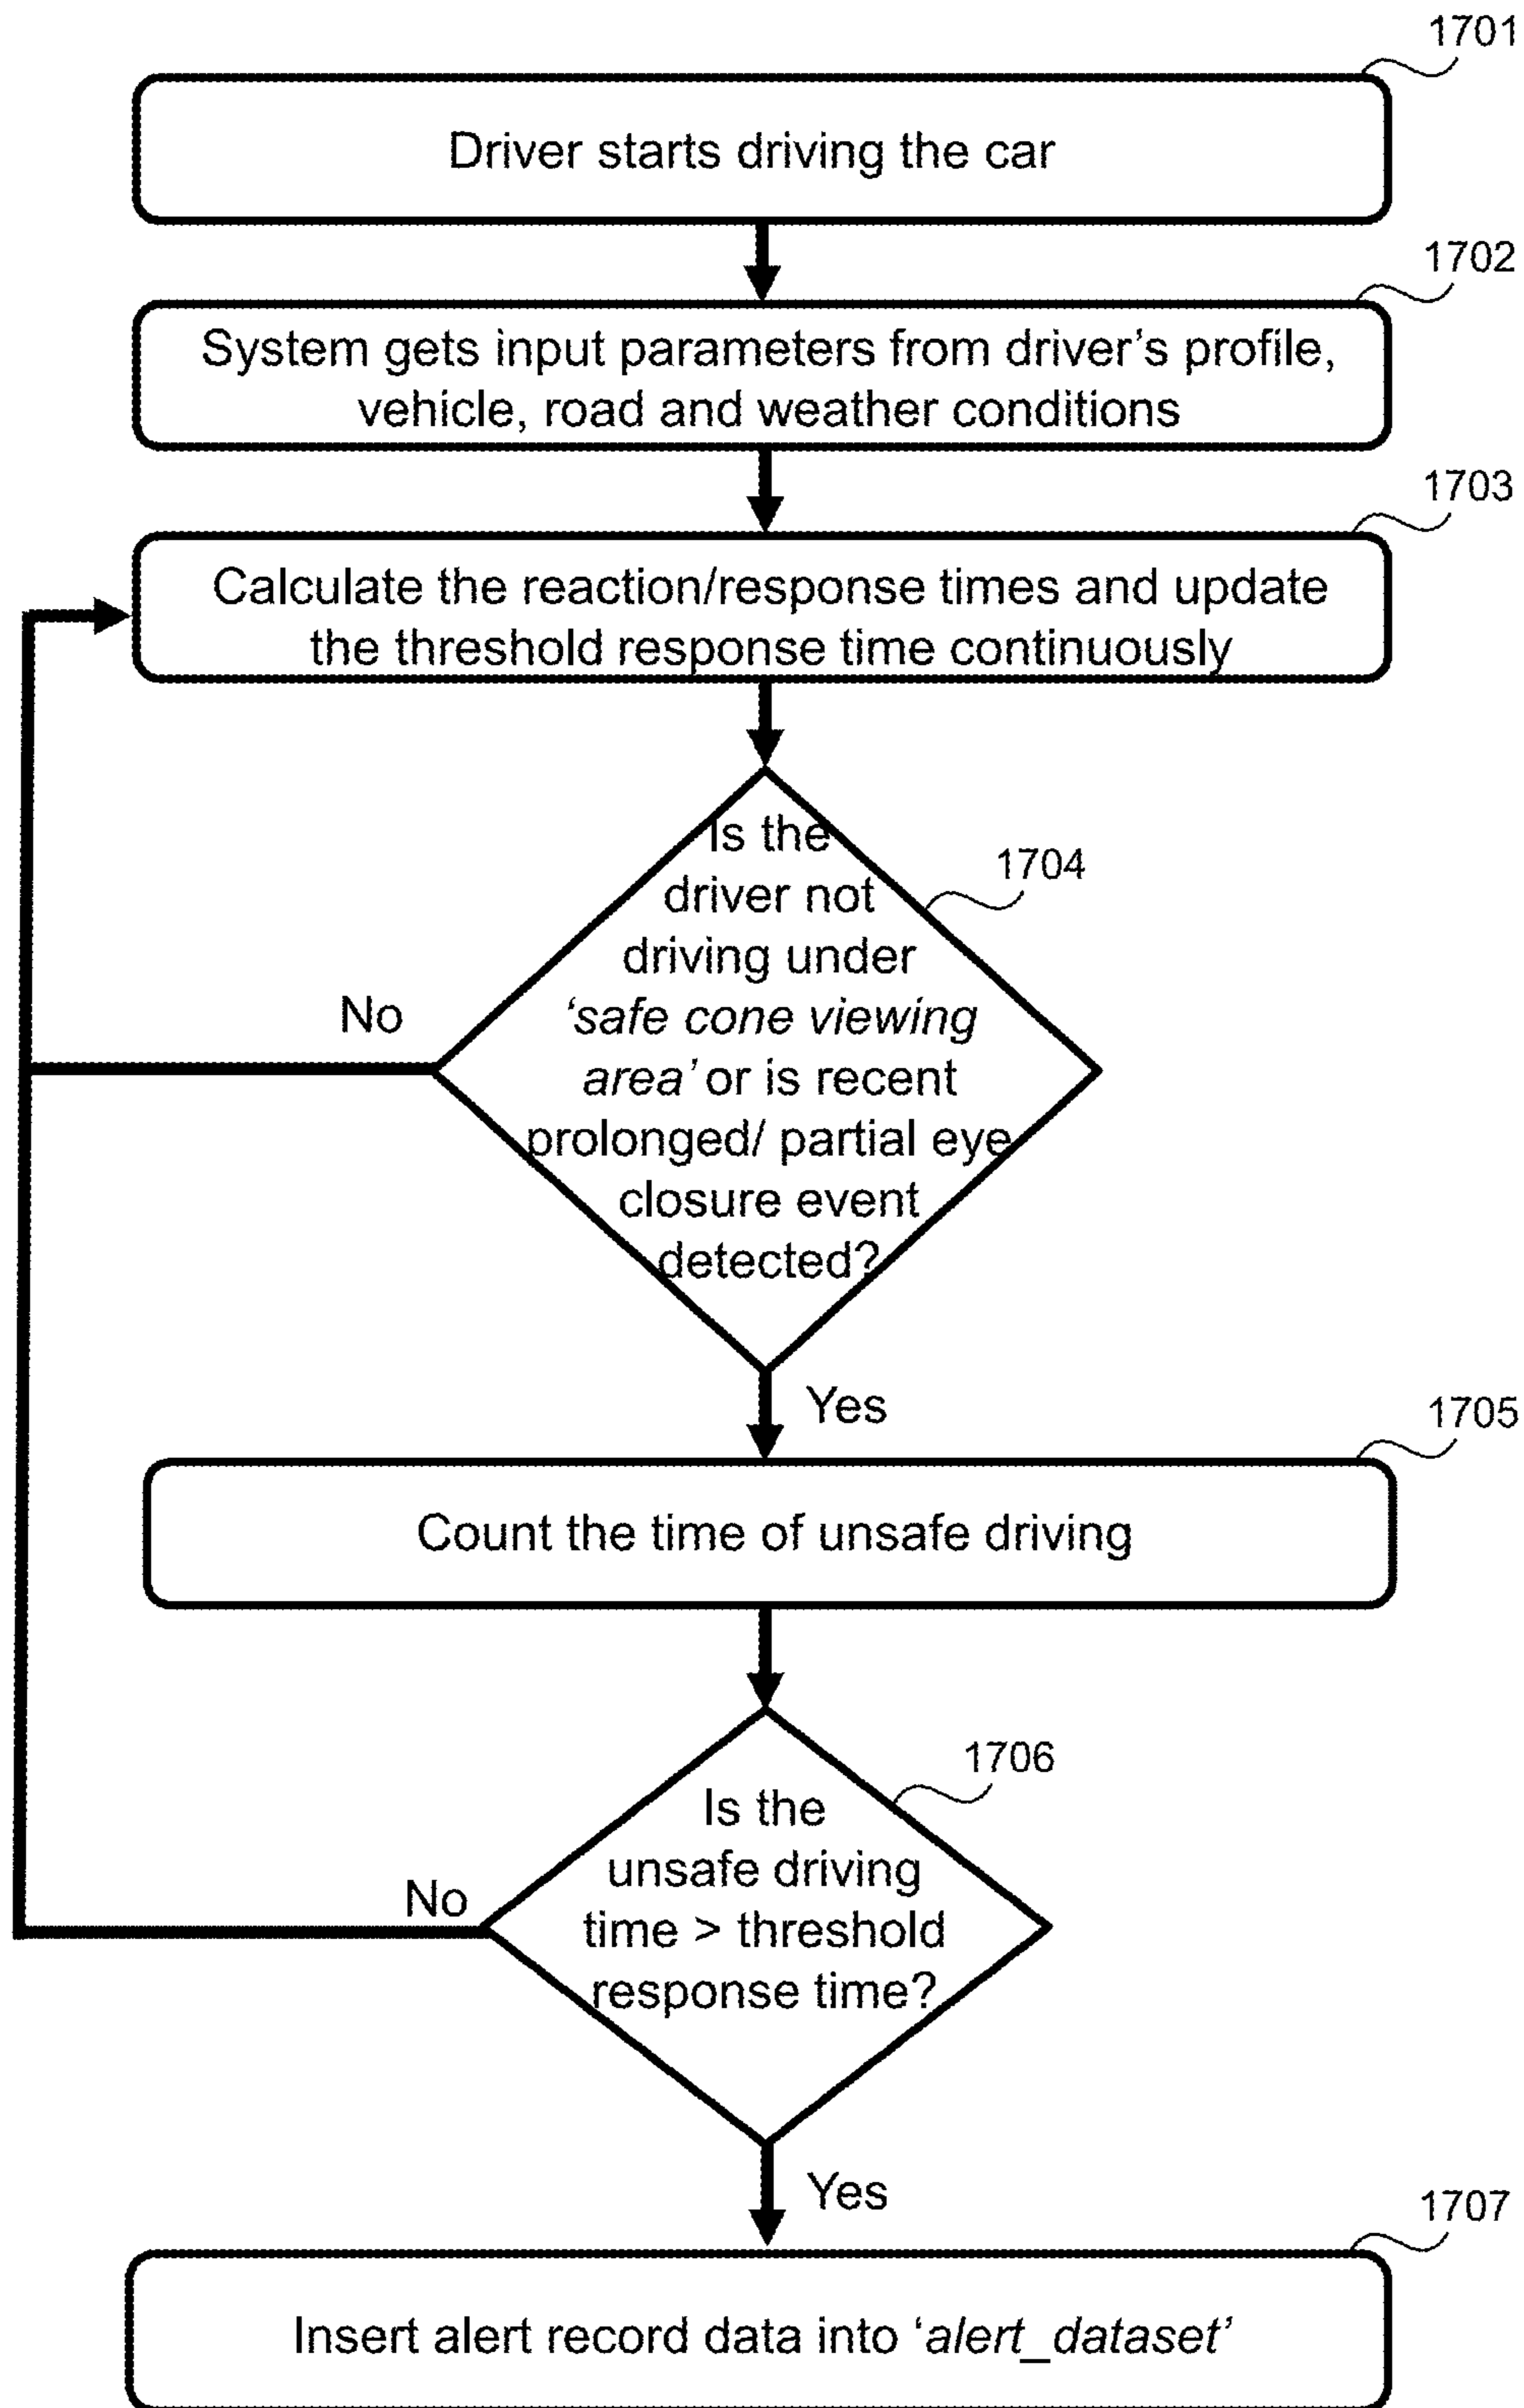 1701
Driver starts driving the car
1702
System gets input parameters from driver's profile,
vehicle, road and weather conditions
1703
Calculate the reaction/response times and update
the threshold response time continuously
1704
Is the
driver not
driving under
‘safe cone viewing
area’ or is recent
prolonged/ partial eye
closure event
detected?
No
Yes
1705
Count the time of unsafe driving
1706
Is the
unsafe driving
time > threshold
response time?
No
Yes
1707
Insert alert record data into ‘alert_dataset’